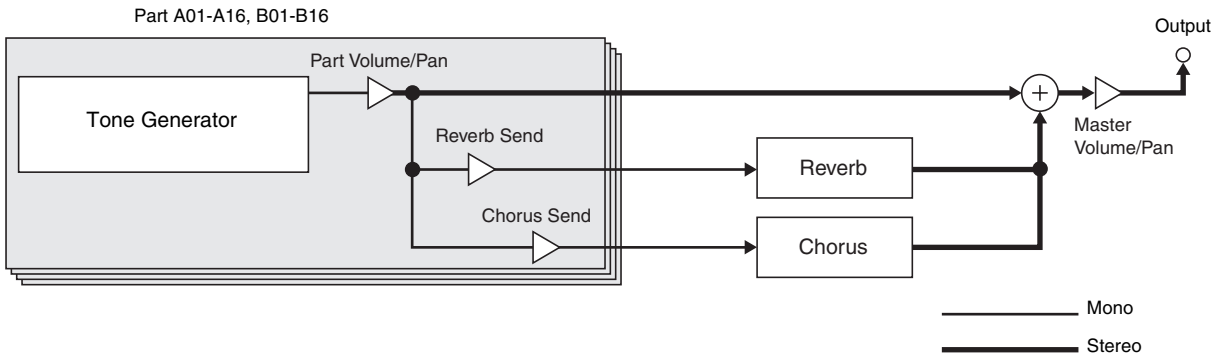 Part A01-A16, B01-B16
Output
Part Volume/Pan
Tone Generator
+
Master
Volume/Pan
Reverb Send
Reverb
Chorus Send
Chorus
Mono
Stereo